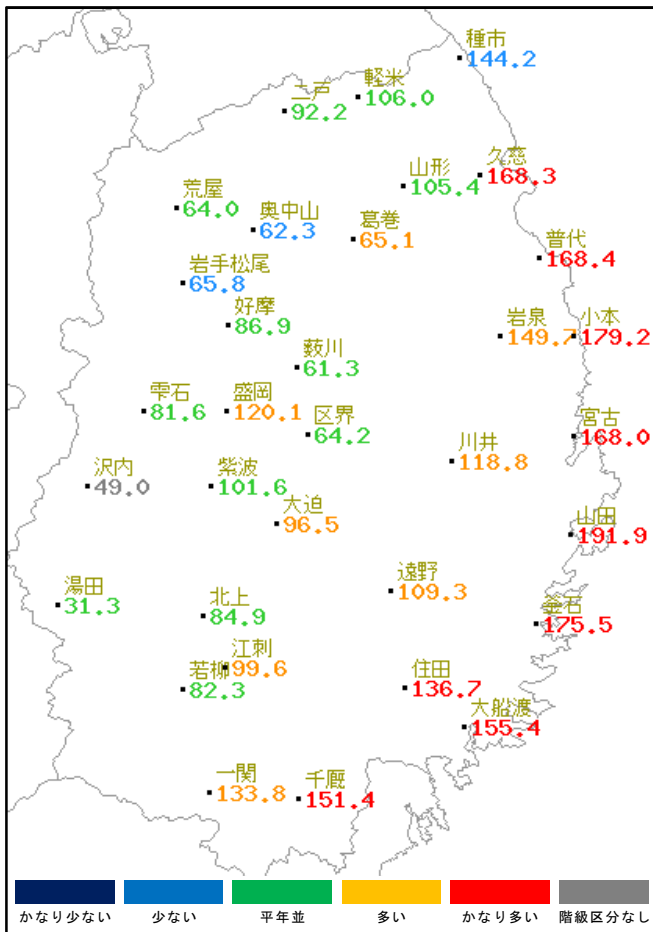 種市
144.2
軽米
106.0
二戸
92.2
久慈
168.3
山形
105.4
荒屋
64.0
奥中山
62.3
葛巻
65.1
普代
168.4
岩手松尾
65.8
好摩
86.9
岩泉
149.7
小本
179.2
薮川
61.3
雫石
81.6
盛岡
120.1
区界
64.2
宮古
168.0
川井
118.8
沢内
49.0
紫波
101.6
大迫
96.5
山田
191.9
湯田
31.3
北上
84.9
遠野
109.3
釜石
175.5
江刺
99.6
若柳
82.3
住田
136.7
大船渡
155.4
一関
133.8
千厩
151.4
かなり少ない 少ない 平年並 多い かなり多い 階級区分なし